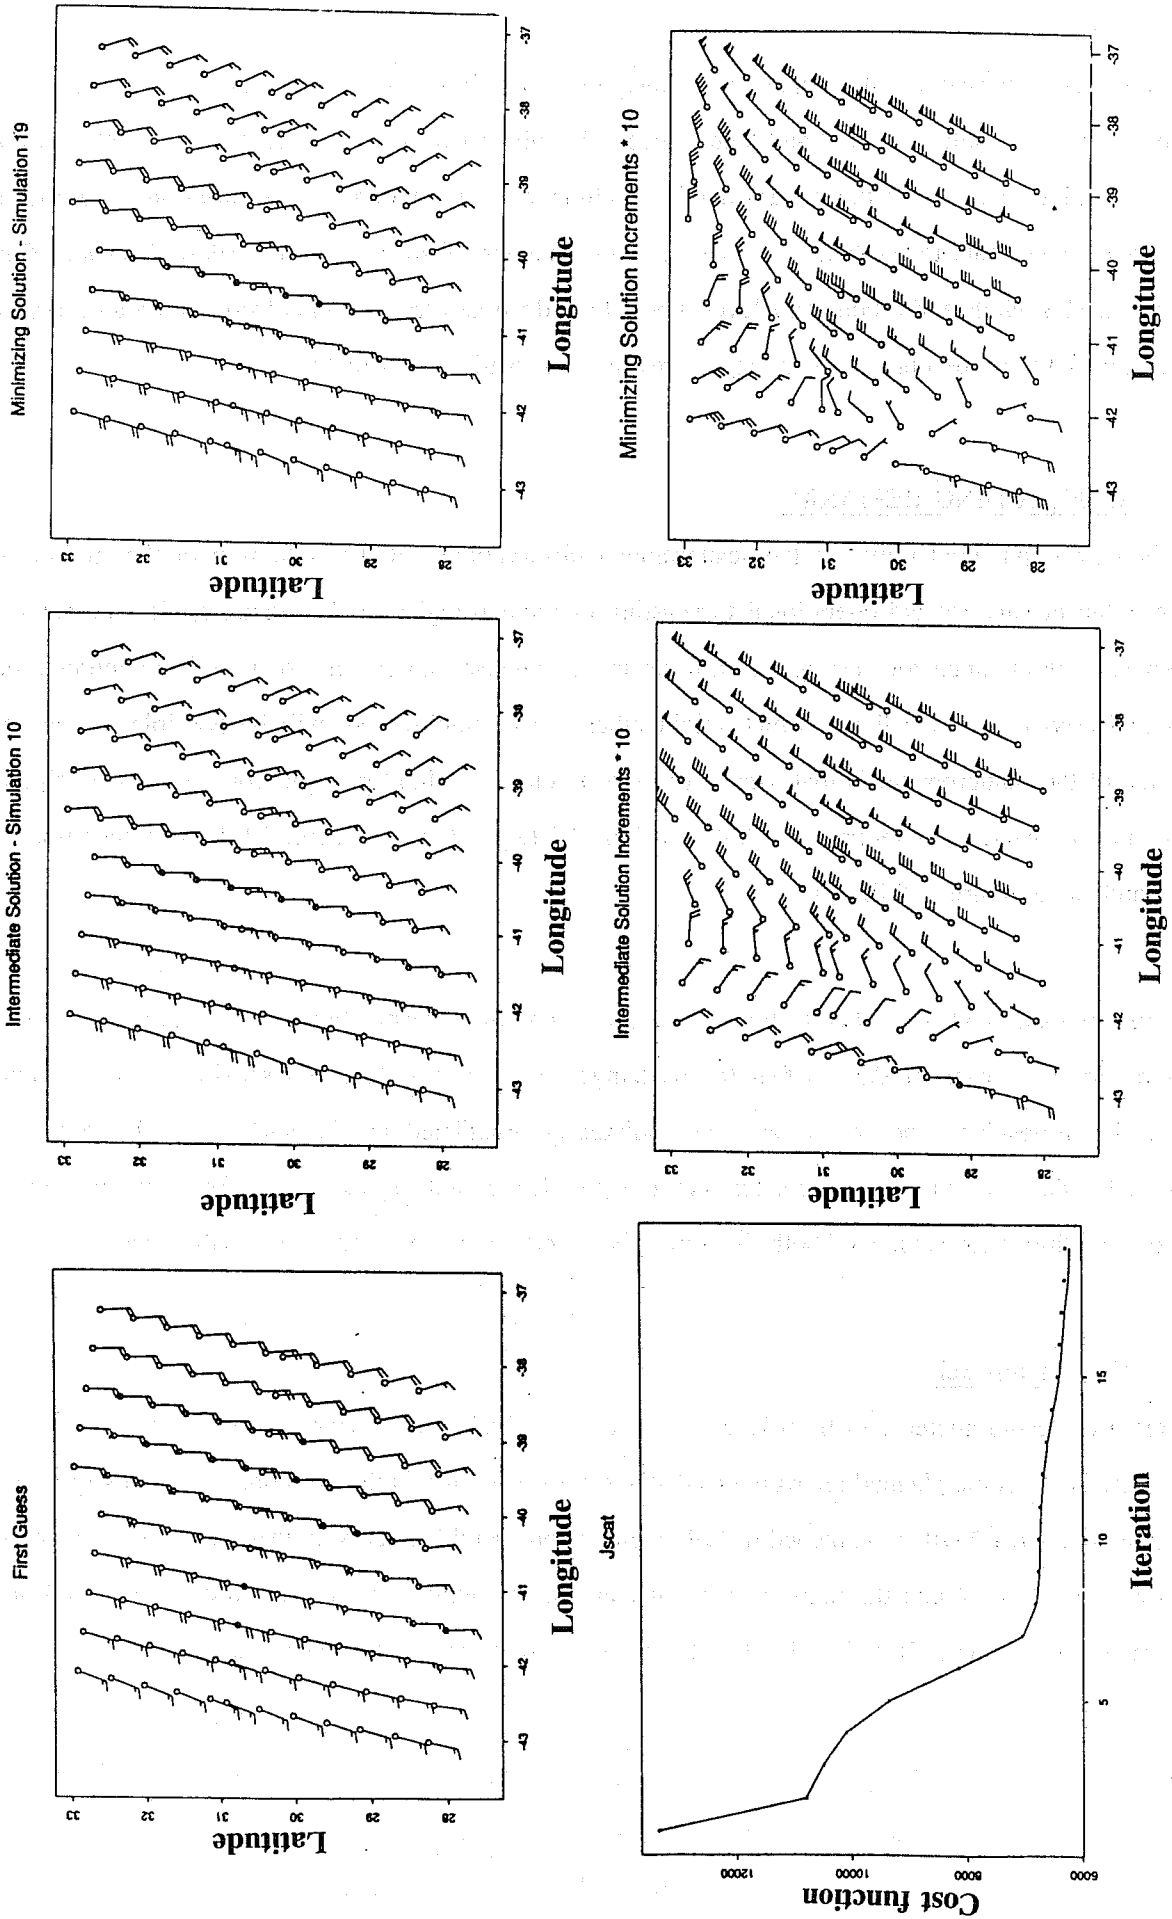 First Guess
Latitude
33
32
31
30
29
28
-43 -42 -41 -40 -39 -38 -37
Longitude
Intermediate Solution - Simulation 10
Latitude
33
32
31
30
29
28
-43 -42 -41 -40 -39 -38 -37
Longitude
Minimizing Solution - Simulation 19
Latitude
33
32
31
30
29
28
-43 -42 -41 -40 -39 -38 -37
Longitude
Jscat
Cost function
12000
10000
8000
6000
5 10 15
Iteration
Intermediate Solution Increments * 10
Latitude
33
32
31
30
29
28
-43 -42 -41 -40 -39 -38 -37
Longitude
Minimizing Solution Increments * 10
Latitude
33
32
31
30
29
28
-43 -42 -41 -40 -39 -38 -37
Longitude